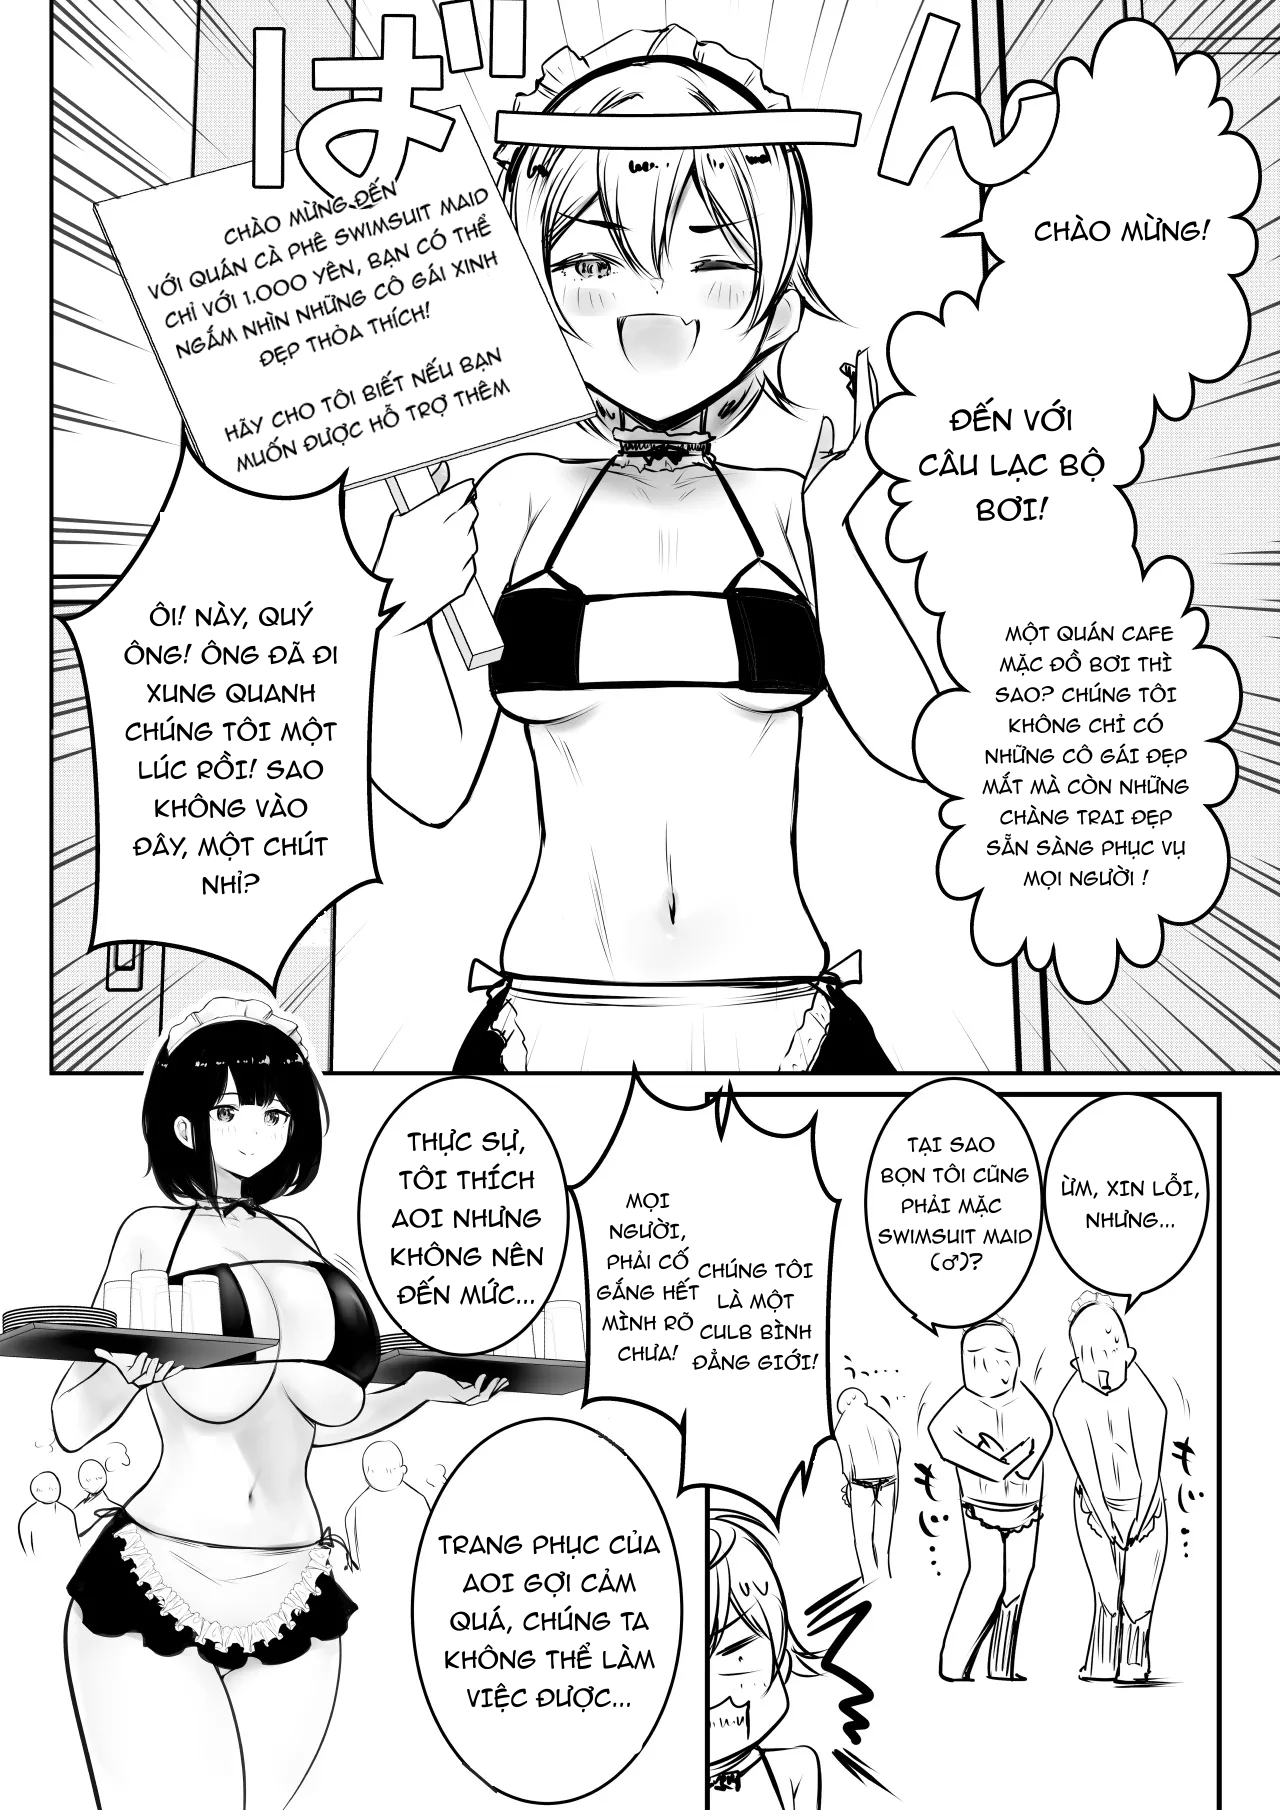 ばーん
CHÀO MỪNG!
CHÀO MỪNG ĐẾN
VỚI QUÁN CÀ PHÊ SWIMSUIT MAID
CHỈ VỚI 1.000 YÊN, BẠN CÓ THỂ
NGẮM NHÌN NHỮNG CÔ GÁI XINH
ĐẸP THỎA THÍCH!
HÃY CHO TÔI BIẾT NẾU BẠN
MUỐN ĐƯỢC HỖ TRỢ THÊM
ĐẾN VỚI
CÂU LẠC BỘ
BƠI!
MỘT QUÁN CAFE
MẶC ĐỒ BƠI THÌ
SAO? CHÚNG TÔI
KHÔNG CHỈ CÓ
NHỮNG CÔ GÁI ĐẸP
MẮT MÀ CÒN NHỮNG
CHÀNG TRAI ĐẸP
SẴN SÀNG PHỤC VỤ
MỌI NGƯỜI !
ÔI! NÀY, QUÝ
ÔNG! ÔNG ĐÃ ĐI
XUNG QUANH
CHÚNG TÔI MỘT
LÚC RỒI! SAO
KHÔNG VÀO
ĐÂY, MỘT CHÚT
NHỈ?
THỰC SỰ,
TÔI THÍCH
AOI NHƯNG
KHÔNG NÊN
ĐẾN MỨC...
TRANG PHỤC CỦA
AOI GỢI CẢM
QUÁ, CHÚNG TA
KHÔNG THỂ LÀM
VIỆC ĐƯỢC...
MỌI
NGƯỜI,
PHẢI CỐ
GẮNG HẾT
MÌNH RÕ
CHƯA!
CHÚNG TÔI
LÀ MỘT
CULB BÌNH
ĐẲNG GIỚI!
TẠI SAO
BỌN TÔI CŨNG
PHẢI MẶC
SWIMSUIT MAID
(♂)?
ỪM, XIN LỖI,
NHƯNG...